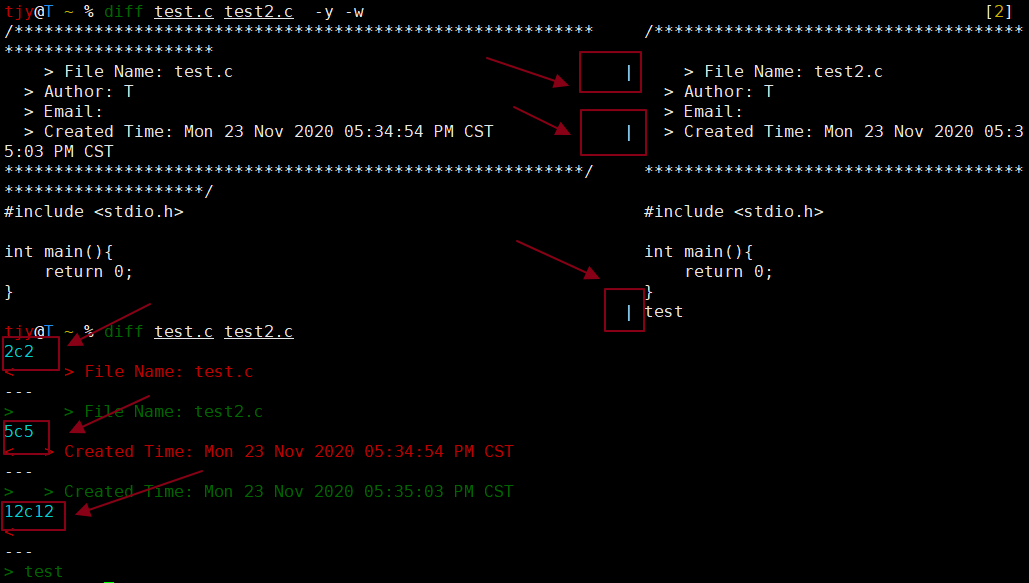 tjy@T ~ % diff test.c test2.c  -y -w [2]
/********************************************************** /*************************************
*********************
    > File Name: test.c | > File Name: test2.c
  > Author: T > Author: T
  > Email: > Email:
  > Created Time: Mon 23 Nov 2020 05:34:54 PM CST | > Created Time: Mon 23 Nov 2020 05:3
5:03 PM CST
**********************************************************/ **************************************
********************/
#include <stdio.h> #include <stdio.h>
int main(){ int main(){
    return 0; return 0;
} }
| test
tjy@T ~ % diff test.c test2.c
2c2
<     > File Name: test.c
---
>     > File Name: test2.c
5c5
<   > Created Time: Mon 23 Nov 2020 05:34:54 PM CST
---
>   > Created Time: Mon 23 Nov 2020 05:35:03 PM CST
12c12
<
---
> test